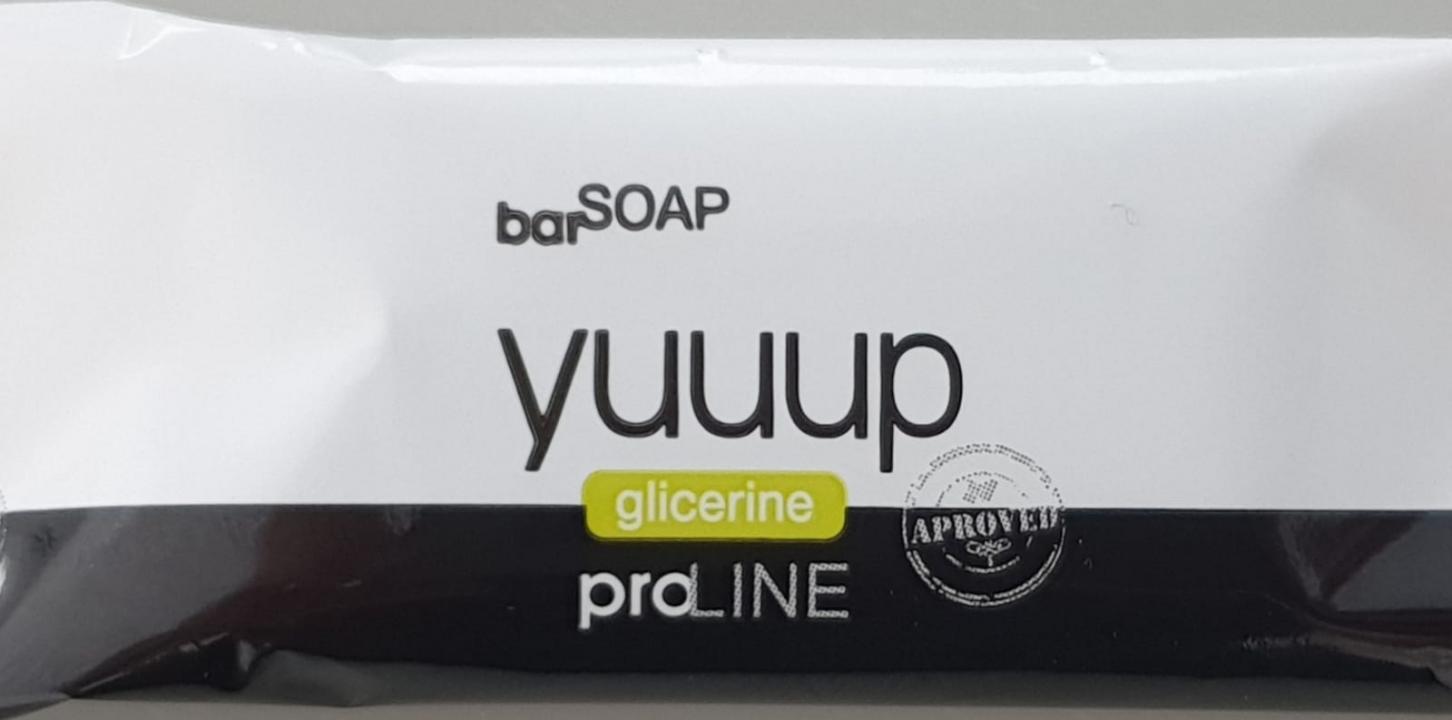 barSOAP
yuuup
glicerine
APROVED
proLINE